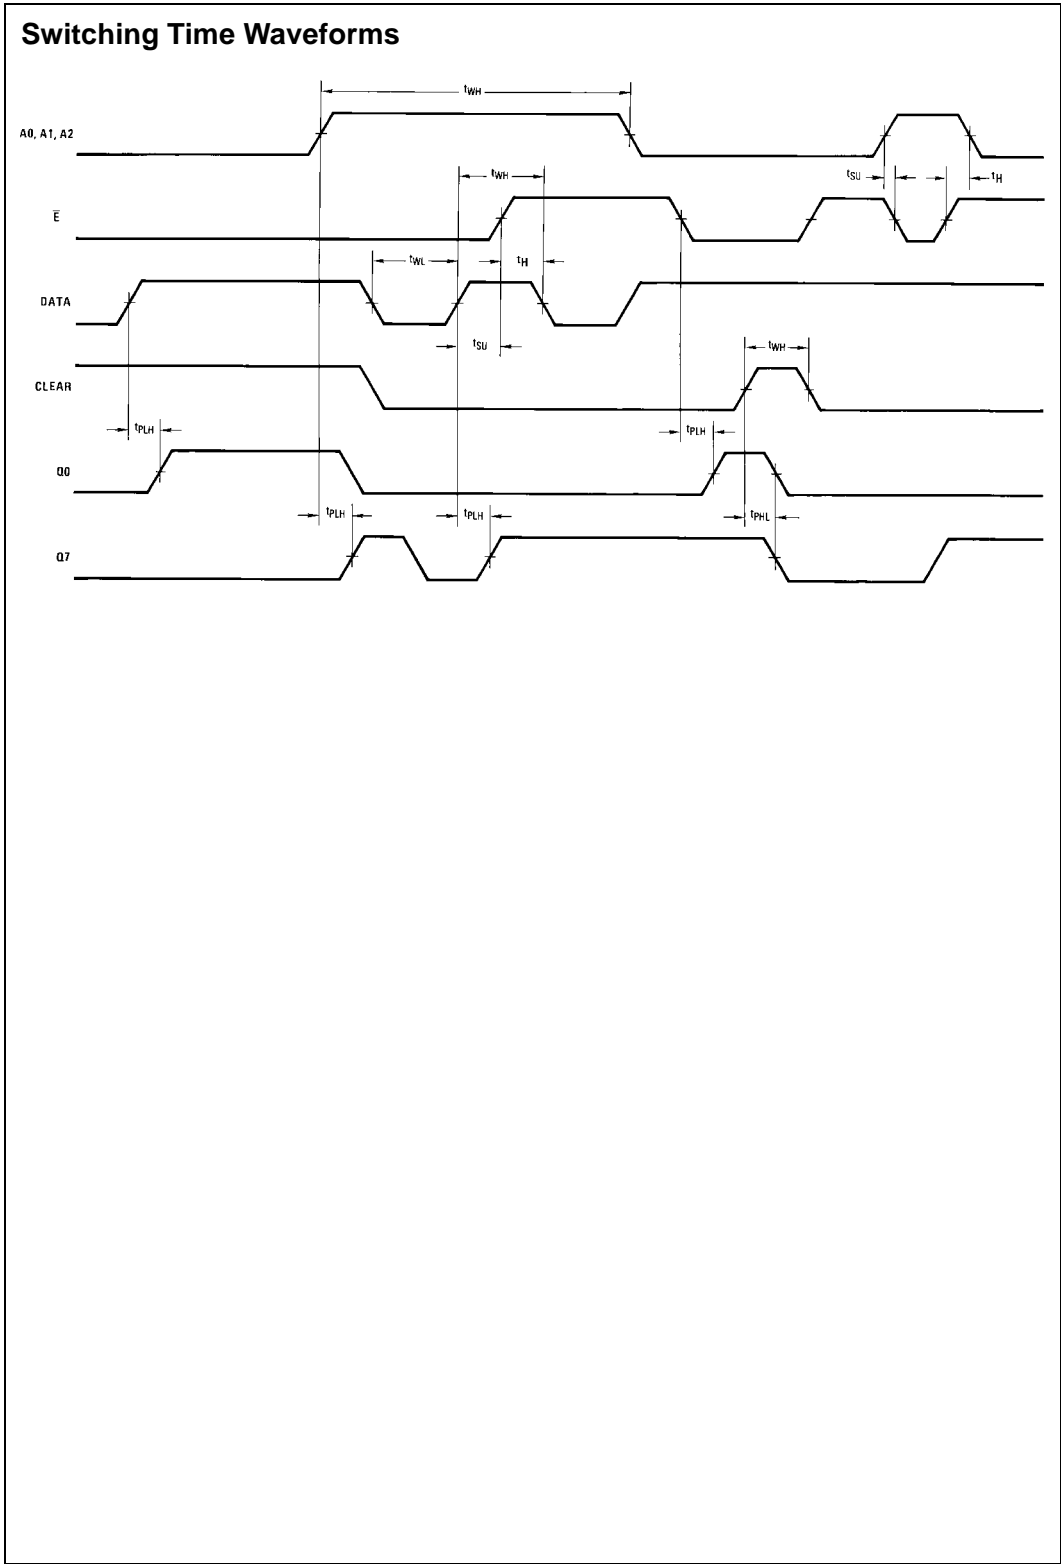 Switching Time Waveforms
tWH
A0, A1, A2
tWH
tSU
tH
E̅
tWL
tH
DATA
tSU
tWH
CLEAR
tPLH
tPLH
Q0
tPLH
tPLH
tPHL
Q7